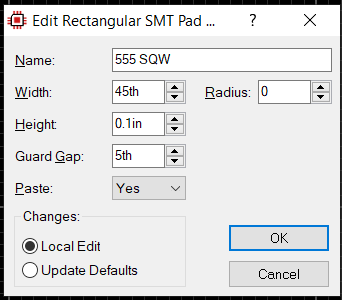 Edit Rectangular SMT Pad ... ?
Name: 555 SQW
Width: 45th Radius: 0
Height: 0.1in
Guard Gap: 5th
Paste: Yes
Changes:
Local Edit
Update Defaults
OK
Cancel